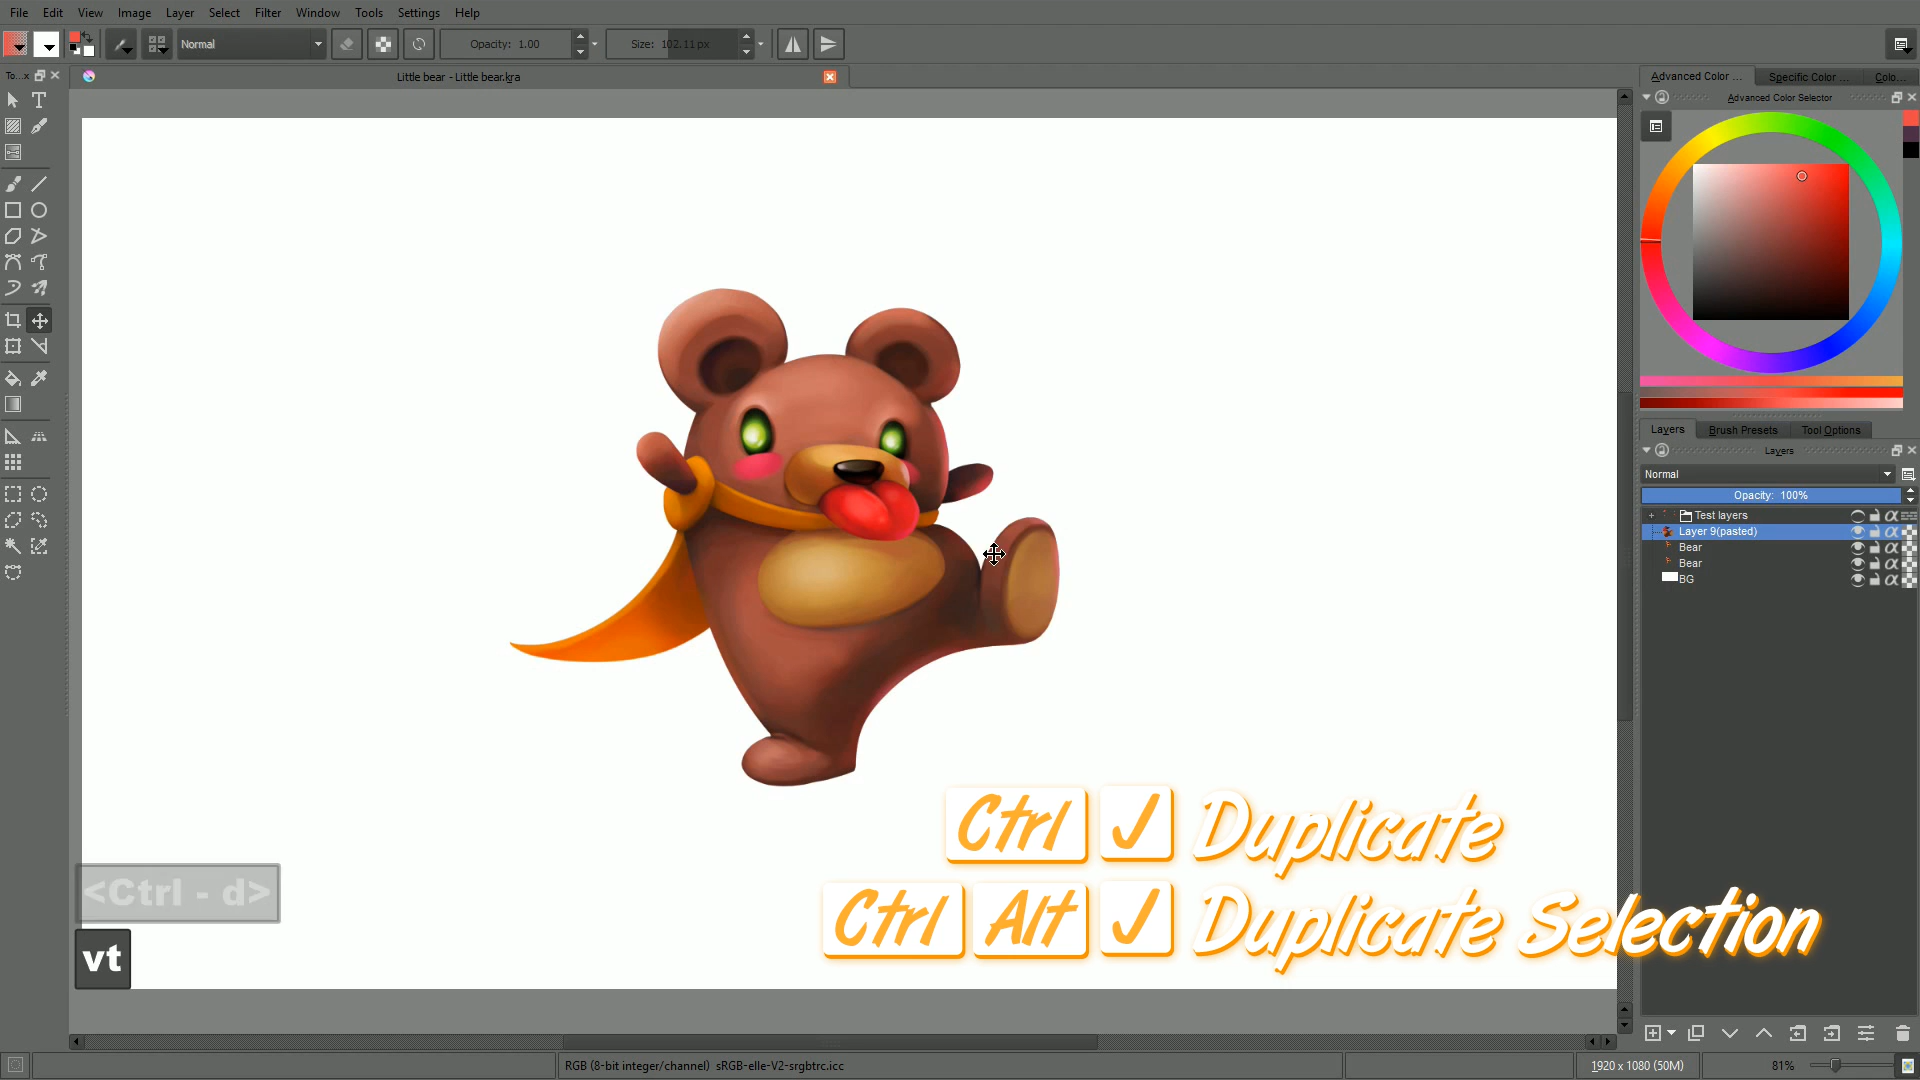 File Edit View Image Layer Select Filter Window Tools Settings Help
Normal Opacity: 1.00 Size: 102.11 px
To...x Little bear - Little bear.kra Advanced Color ... Specific Color ... Colo...
Advanced Color Selector
Layers Brush Presets Tool Options
Layers
Normal
Opacity: 100%
Test layers
Layer 9(pasted)
Bear
Bear
BG
Ctrl ✓ Duplicate
<Ctrl - d>
Ctrl Alt ✓ Duplicate Selection
vt
RGB (8-bit integer/channel) sRGB-elle-V2-srgbtrc.icc 1920 x 1080 (50M) 81%